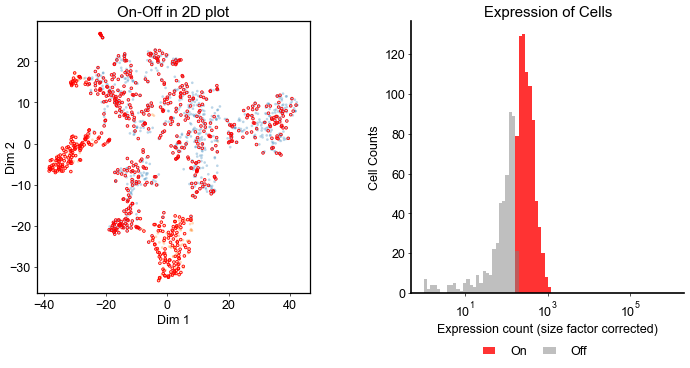 On-Off in 2D plot
Dim 2
20
10
0
−10
−20
−30
−40
−20
0
20
40
Dim 1
Expression of Cells
Cell Counts
120
100
80
60
40
20
0
10^1
10^3
10^5
Expression count (size factor corrected)
On
Off